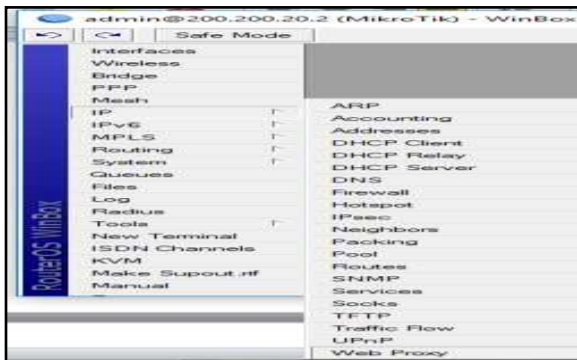 admin@200.200.20.2 (MikroTik) - WinBox
Safe Mode
Interfaces
Wireless
Bridge
PPP
Mesh
IP
IPv6
MPLS
Routing
System
Queues
Files
Log
Radius
Tools
New Terminal
ISDN Channels
KVM
Make Supout.rif
Manual
RouterOS WinBox
ARP
Accounting
Addresses
DHCP Client
DHCP Relay
DHCP Server
DNS
Firewall
Hotspot
IPsec
Neighbors
Packing
Pool
Routes
SNMP
Services
Socks
TFTP
Traffic Flow
UPnP
Web Proxy